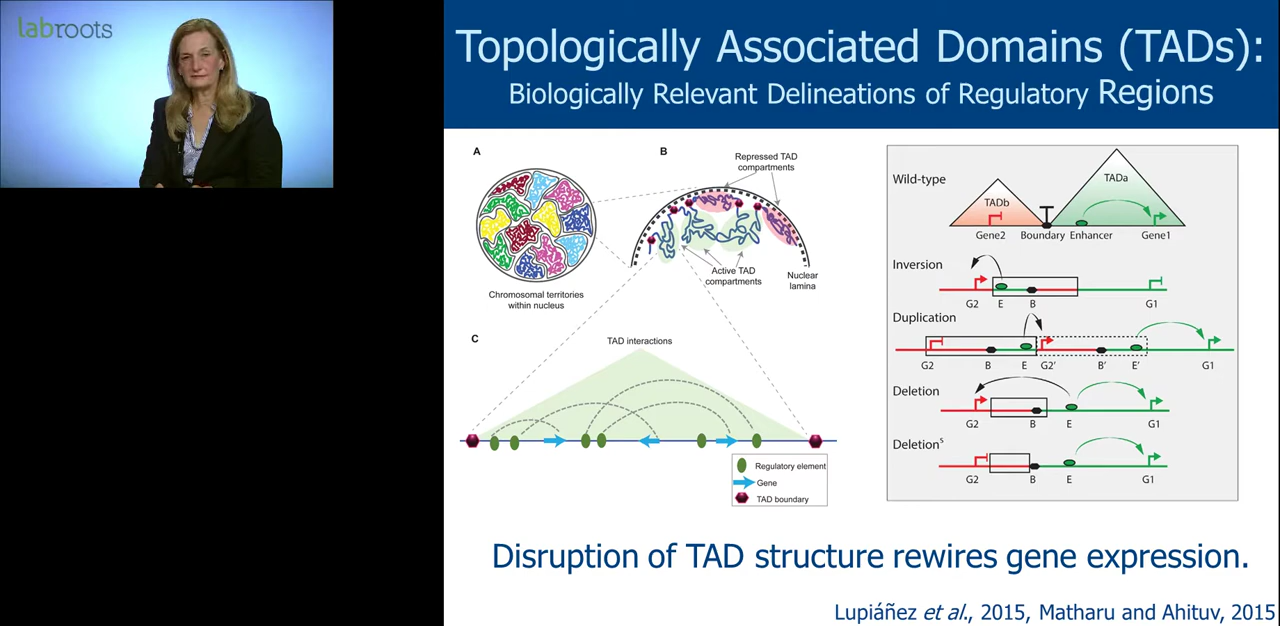 labroots
Topologically Associated Domains (TADs):
Biologically Relevant Delineations of Regulatory Regions
A
B
Repressed TAD
compartments
Active TAD
compartments
Nuclear
lamina
Chromosomal territories
within nucleus
C
TAD interactions
Regulatory element
Gene
TAD boundary
Wild-type
TADb
TADa
Gene2
Boundary
Enhancer
Gene1
Inversion
G2
E
B
G1
Duplication
G2
B
E
G2'
B'
E'
G1
Deletion
G2
B
E
G1
Deletionˢ
G2
B
E
G1
Disruption of TAD structure rewires gene expression.
Lupiáñez et al., 2015, Matharu and Ahituv, 2015